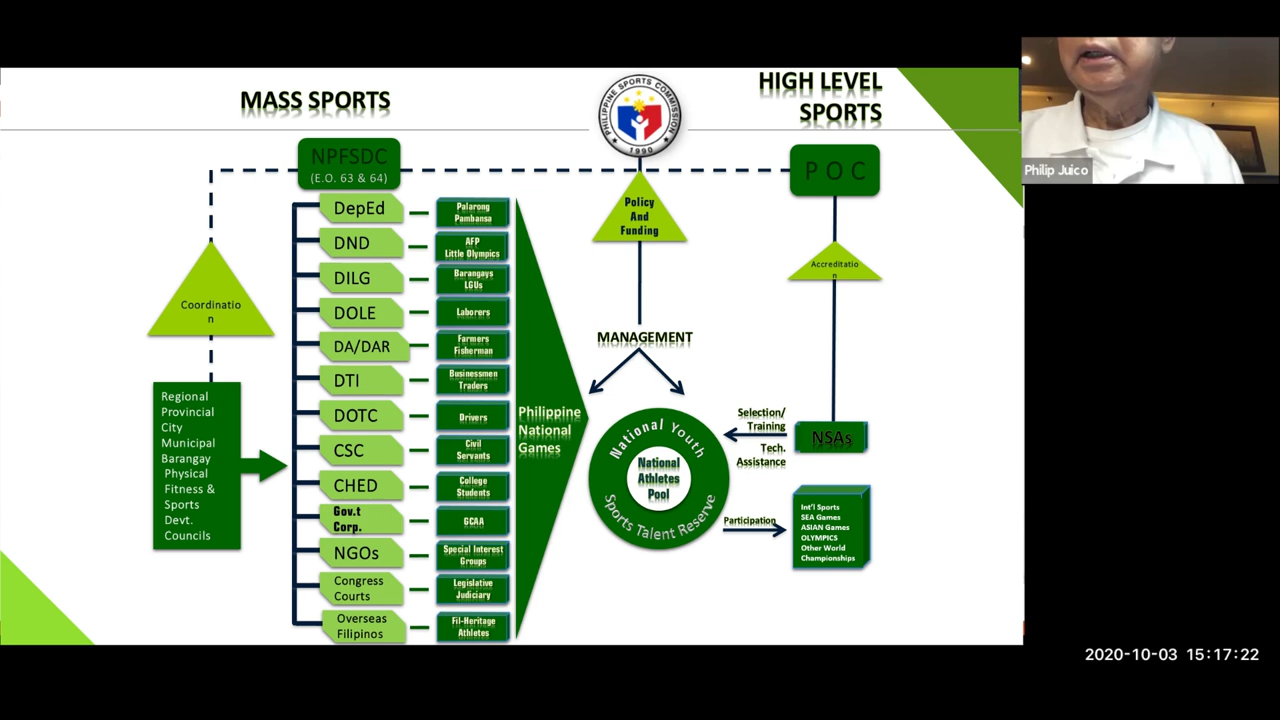 MASS SPORTS
HIGH LEVEL
SPORTS
PHILIPPINE SPORTS COMMISSION
1990
Philip Juico
NPFSDC
(E.O. 63 & 64)
P O C
Coordinatio
n
Regional
Provincial
City
Municipal
Barangay
Physical
Fitness &
Sports
Devt.
Councils
DepEd
Palarong
Pambansa
DND
AFP
Little Olympics
DILG
Barangays
LGUs
DOLE
Laborers
DA/DAR
Farmers
Fisherman
DTI
Businessmen
Traders
DOTC
Drivers
CSC
Civil
Servants
CHED
College
Students
Gov.t
Corp.
GCAA
NGOs
Special Interest
Groups
Congress
Courts
Legislative
Judiciary
Overseas
Filipinos
Fil-Heritage
Athletes
Philippine
National
Games
Policy
And
Funding
MANAGEMENT
National Youth
Sports Talent Reserve
National
Athletes
Pool
Accreditatio
n
Selection/
Training
Tech.
Assistance
NSAs
Participation
Int'l Sports
SEA Games
ASIAN Games
OLYMPICS
Other World
Championships
2020-10-03 15:17:22